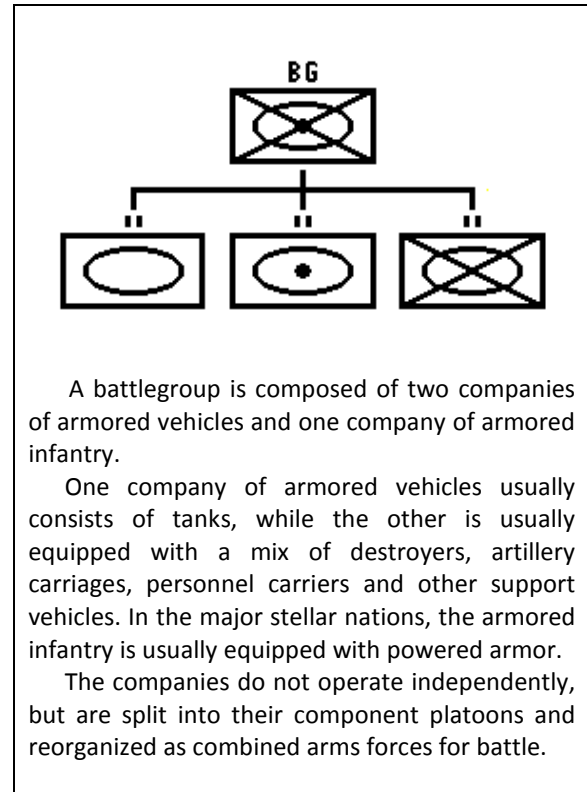 BG
A battlegroup is composed of two companies
of armored vehicles and one company of armored
infantry.
One company of armored vehicles usually
consists of tanks, while the other is usually
equipped with a mix of destroyers, artillery
carriages, personnel carriers and other support
vehicles. In the major stellar nations, the armored
infantry is usually equipped with powered armor.
The companies do not operate independently,
but are split into their component platoons and
reorganized as combined arms forces for battle.